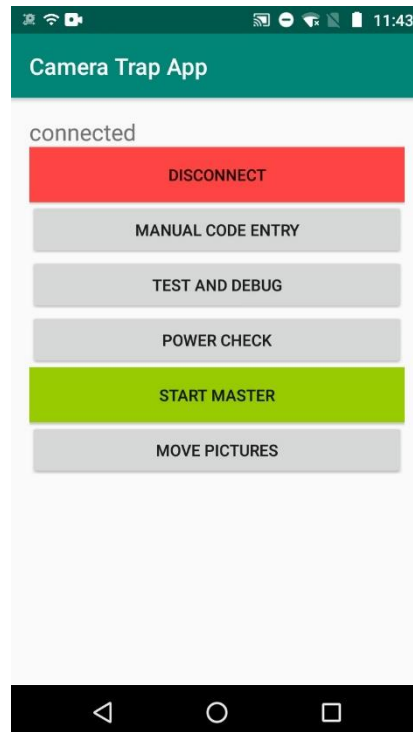 11:43
Camera Trap App
connected
DISCONNECT
MANUAL CODE ENTRY
TEST AND DEBUG
POWER CHECK
START MASTER
MOVE PICTURES